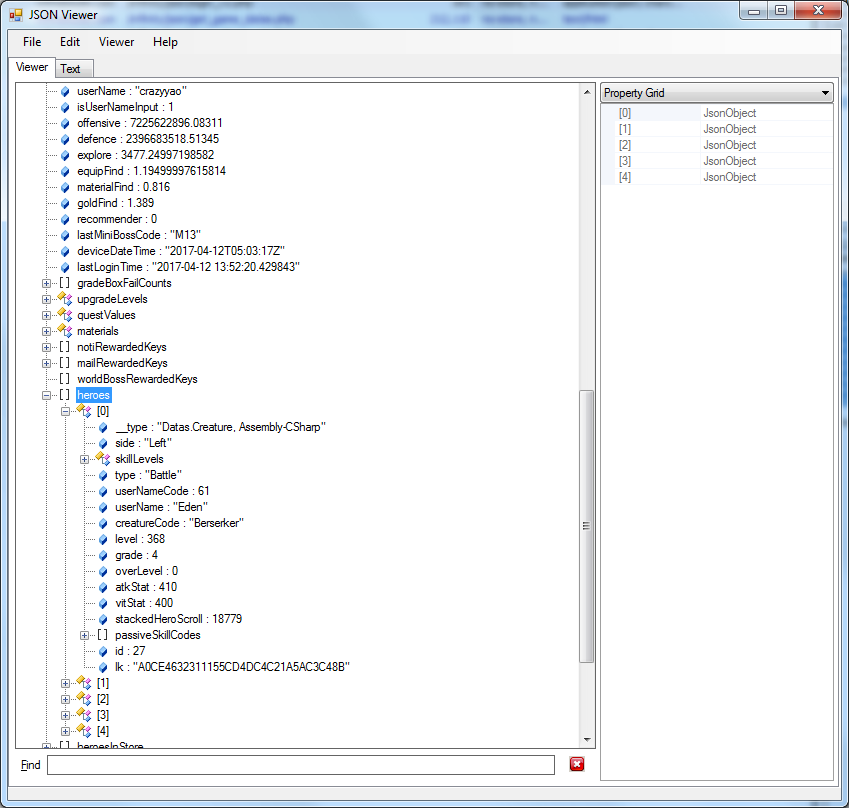 JSON Viewer
File Edit Viewer Help
Viewer Text
userName : "crazyyao"
isUserNameInput : 1
offensive : 7225622896.08311
defence : 2396683518.51345
explore : 3477.24997198582
equipFind : 1.19499997615814
materialFind : 0.816
goldFind : 1.389
recommender : 0
lastMiniBossCode : "M13"
deviceDateTime : "2017-04-12T05:03:17Z"
lastLoginTime : "2017-04-12 13:52:20.429843"
[ ] gradeBoxFailCounts
upgradeLevels
questValues
materials
[ ] notiRewardedKeys
[ ] mailRewardedKeys
[ ] worldBossRewardedKeys
[ ] heroes
[0]
__type : "Datas.Creature, Assembly-CSharp"
side : "Left"
skillLevels
type : "Battle"
userNameCode : 61
userName : "Eden"
creatureCode : "Berserker"
level : 368
grade : 4
overLevel : 0
atkStat : 410
vitStat : 400
stackedHeroScroll : 18779
[ ] passiveSkillCodes
id : 27
lk : "A0CE4632311155CD4DC4C21A5AC3C48B"
[1]
[2]
[3]
[4]
[ ] heroesInStore
Find
Property Grid
[0] JsonObject
[1] JsonObject
[2] JsonObject
[3] JsonObject
[4] JsonObject